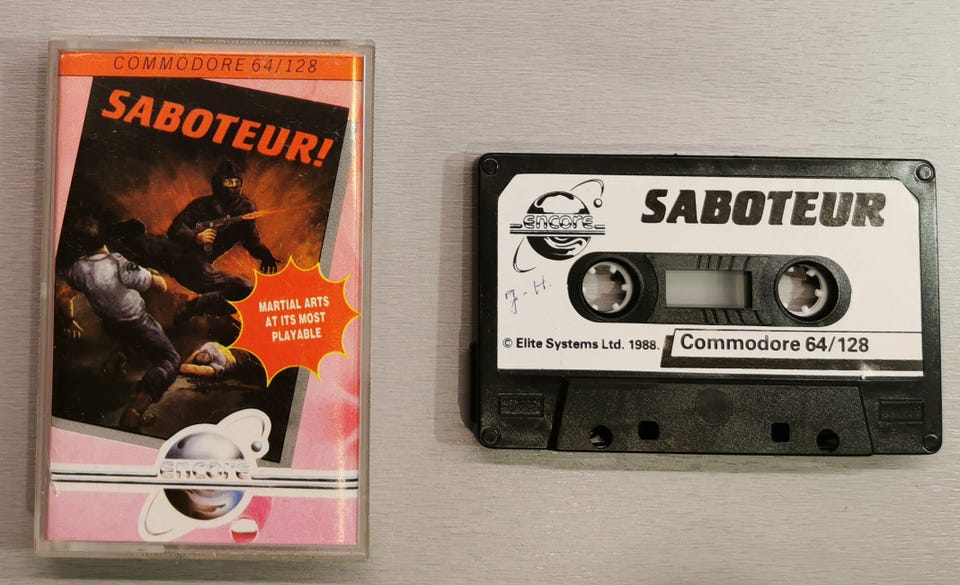 COMMODORE 64/128
SABOTEUR!
MARTIAL ARTS
AT ITS MOST
PLAYABLE
ENCORE
ENCORE
SABOTEUR
J-H.
© Elite Systems Ltd. 1988.
Commodore 64/128